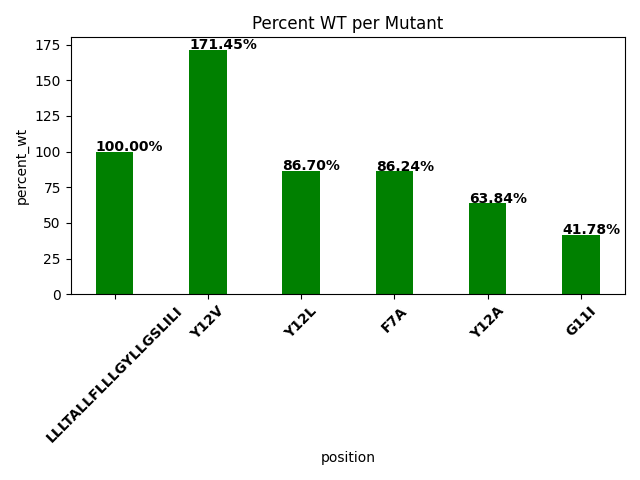 Percent WT per Mutant
percent_wt
175
150
125
100
75
50
25
0
100.00%
171.45%
86.70%
86.24%
63.84%
41.78%
LLLTALLFLLLGYLLGSLILI
Y12V
Y12L
F7A
Y12A
G11I
position